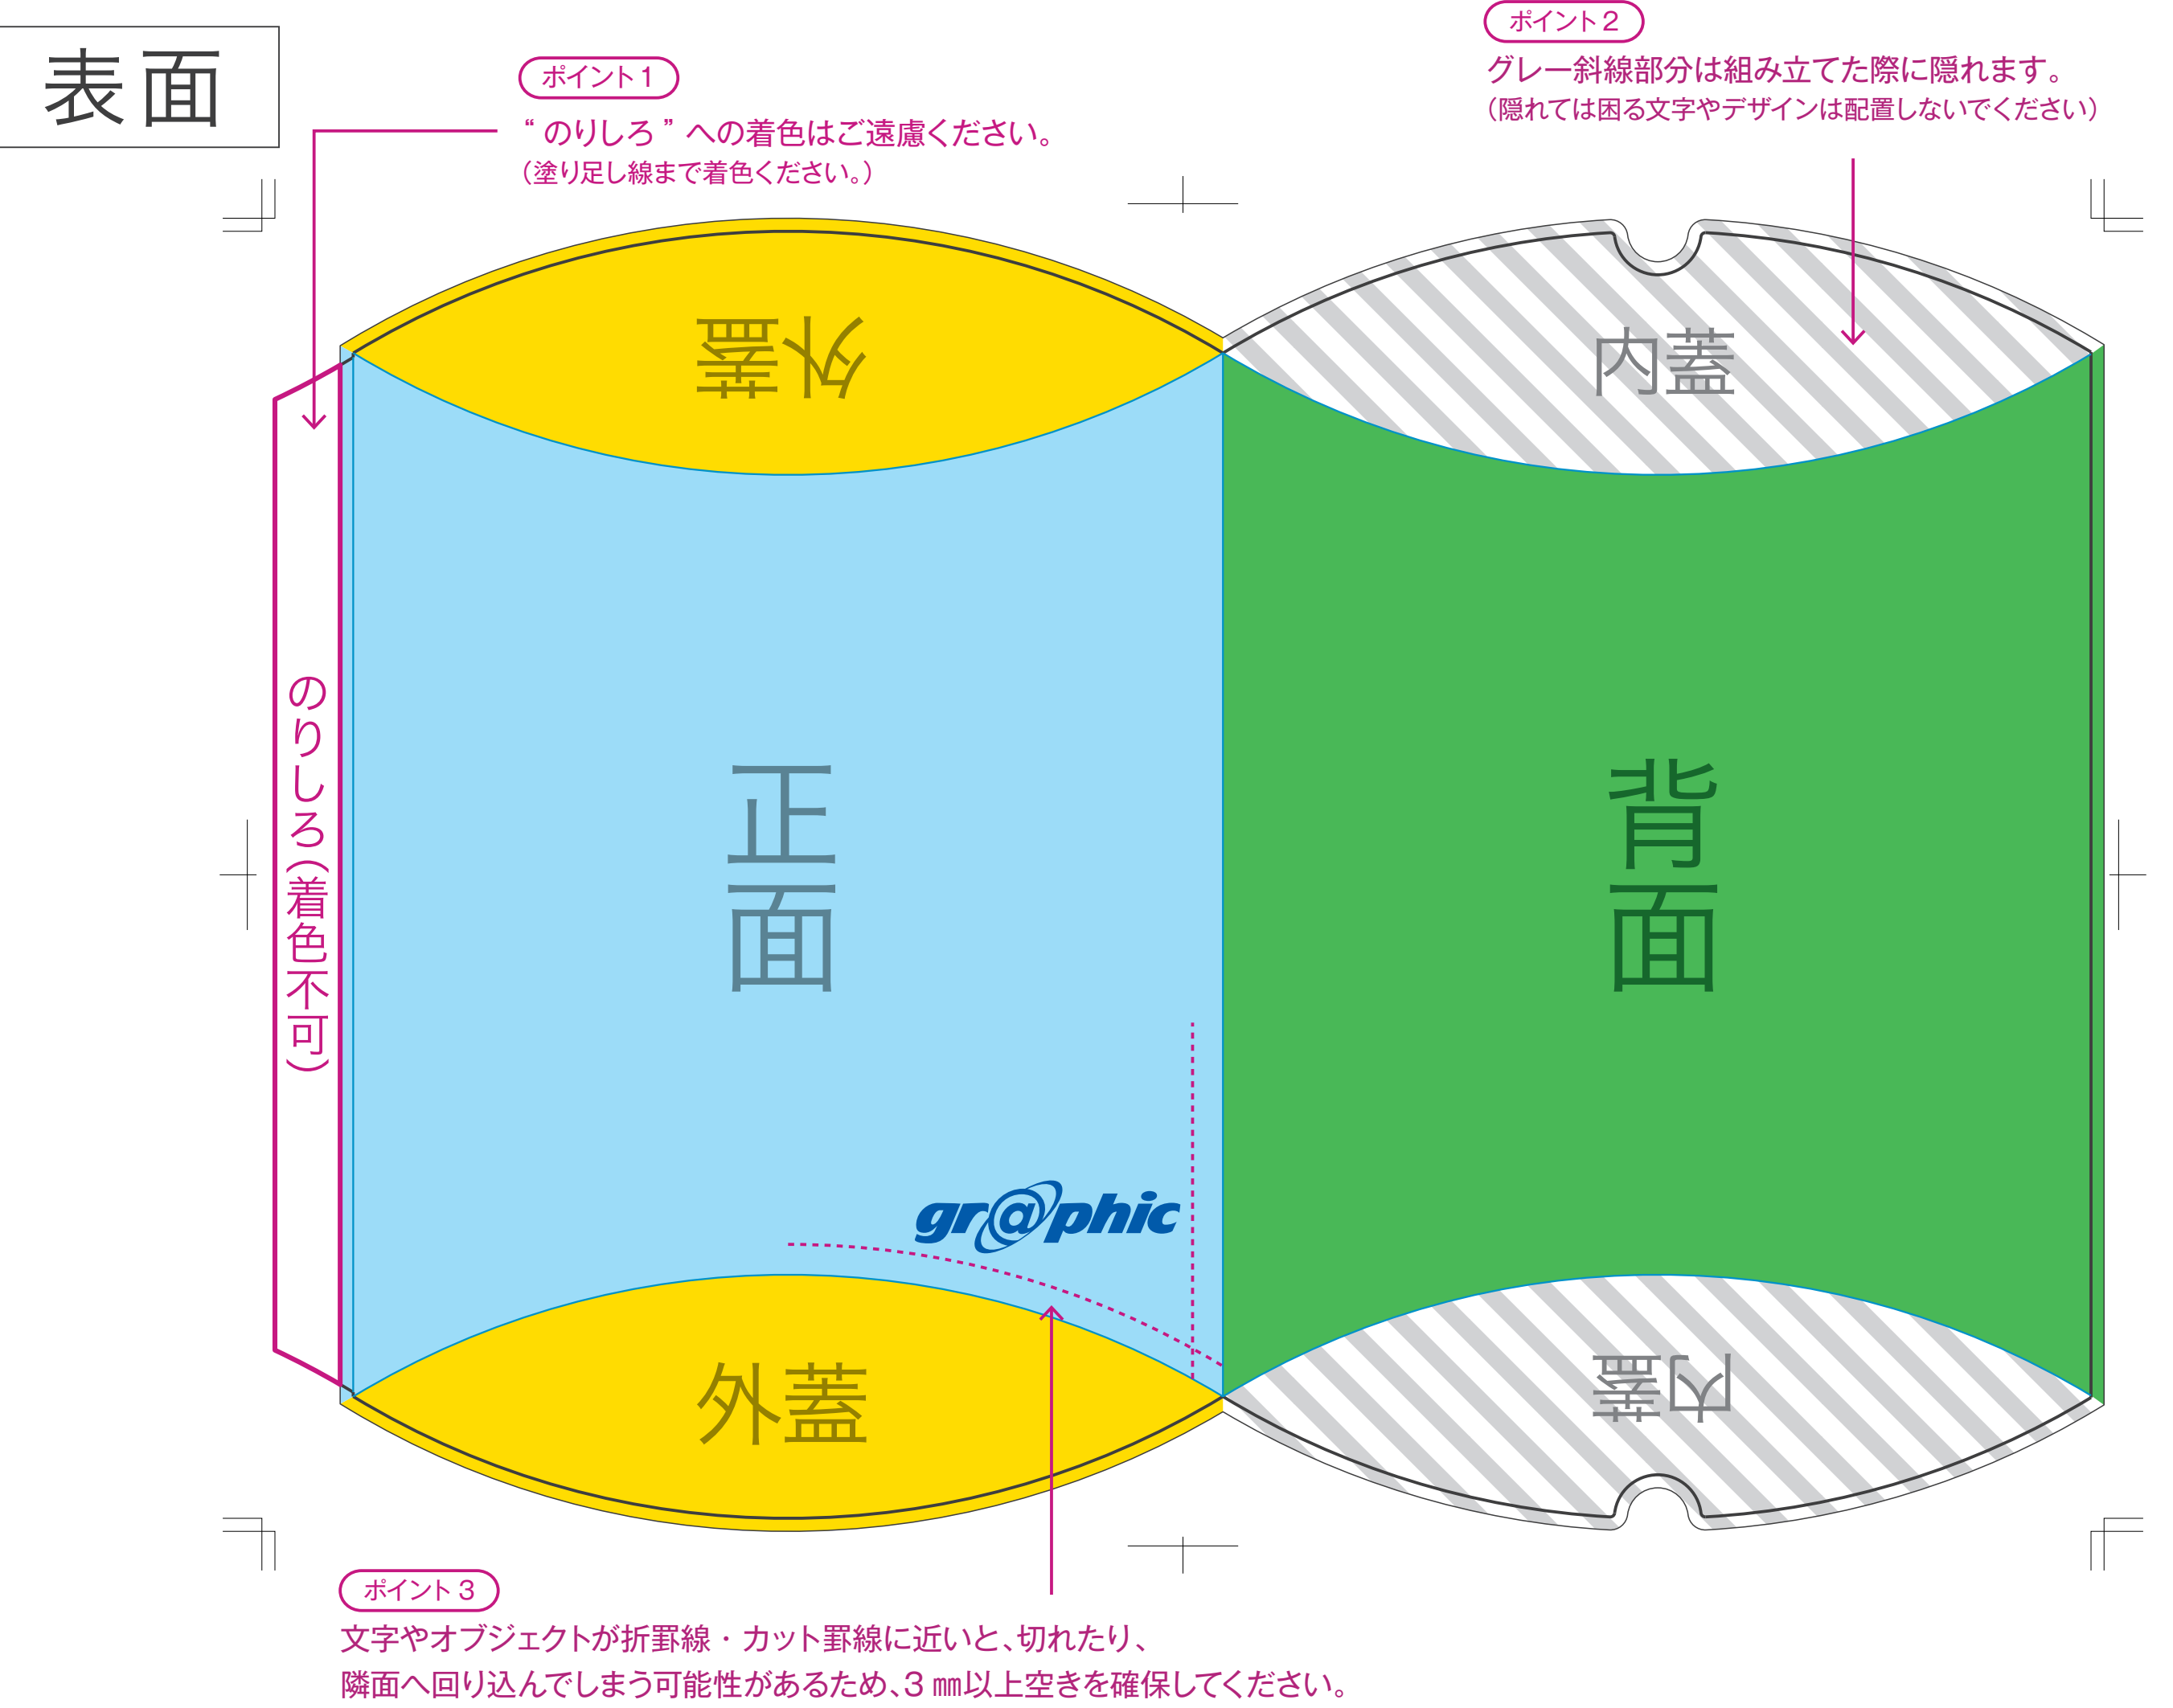 表面
ポイント 1
“ のりしろ ” への着色はご遠慮ください。
（塗り足し線まで着色ください。）
ポイント 2
グレー斜線部分は組み立てた際に隠れます。
（隠れては困る文字やデザインは配置しないでください）
外蓋
内蓋
のりしろ（着色不可）
正面
背面
gr@phic
外蓋
内蓋
ポイント 3
文字やオブジェクトが折罫線・カット罫線に近いと、切れたり、
隣面へ回り込んでしまう可能性があるため、3 ㎜以上空きを確保してください。